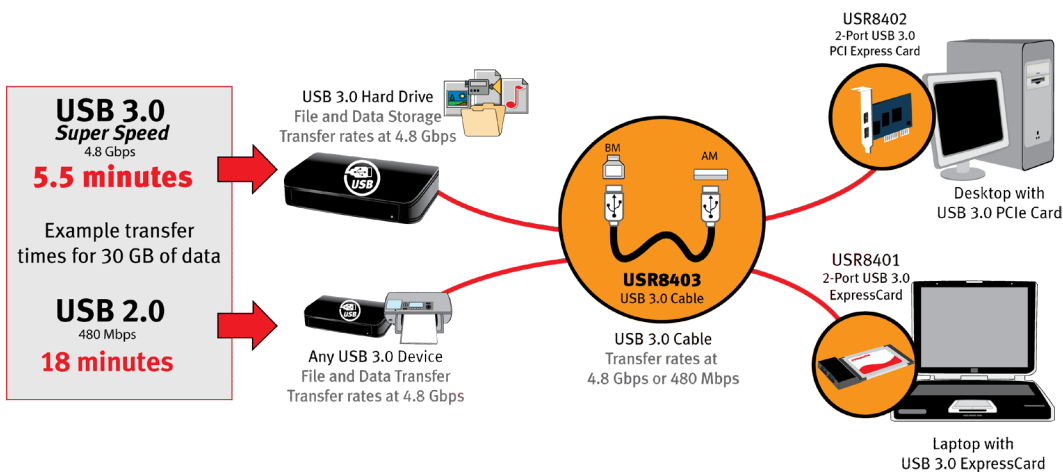 USB 3.0
Super Speed
4.8 Gbps
5.5 minutes
Example transfer
times for 30 GB of data
USB 2.0
480 Mbps
18 minutes
USB 3.0 Hard Drive
File and Data Storage
Transfer rates at 4.8 Gbps
USB
USB
Any USB 3.0 Device
File and Data Transfer
Transfer rates at 4.8 Gbps
BM
AM
USR8403
USB 3.0 Cable
USB 3.0 Cable
Transfer rates at
4.8 Gbps or 480 Mbps
USR8402
2-Port USB 3.0
PCI Express Card
Desktop with
USB 3.0 PCIe Card
USR8401
2-Port USB 3.0
ExpressCard
Laptop with
USB 3.0 ExpressCard